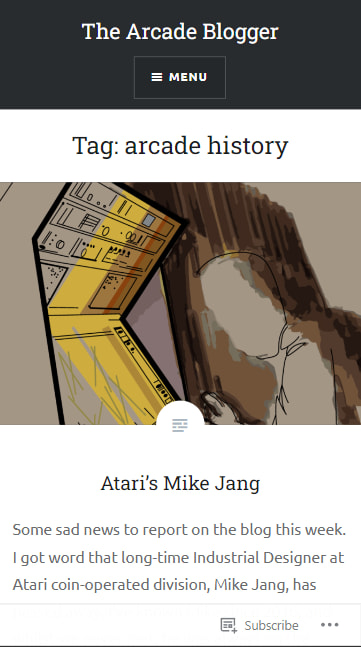 The Arcade Blogger
MENU
Tag: arcade history
Atari’s Mike Jang
Some sad news to report on the blog this week.
I got word that long-time Industrial Designer at
Atari coin-operated division, Mike Jang, has
Subscribe